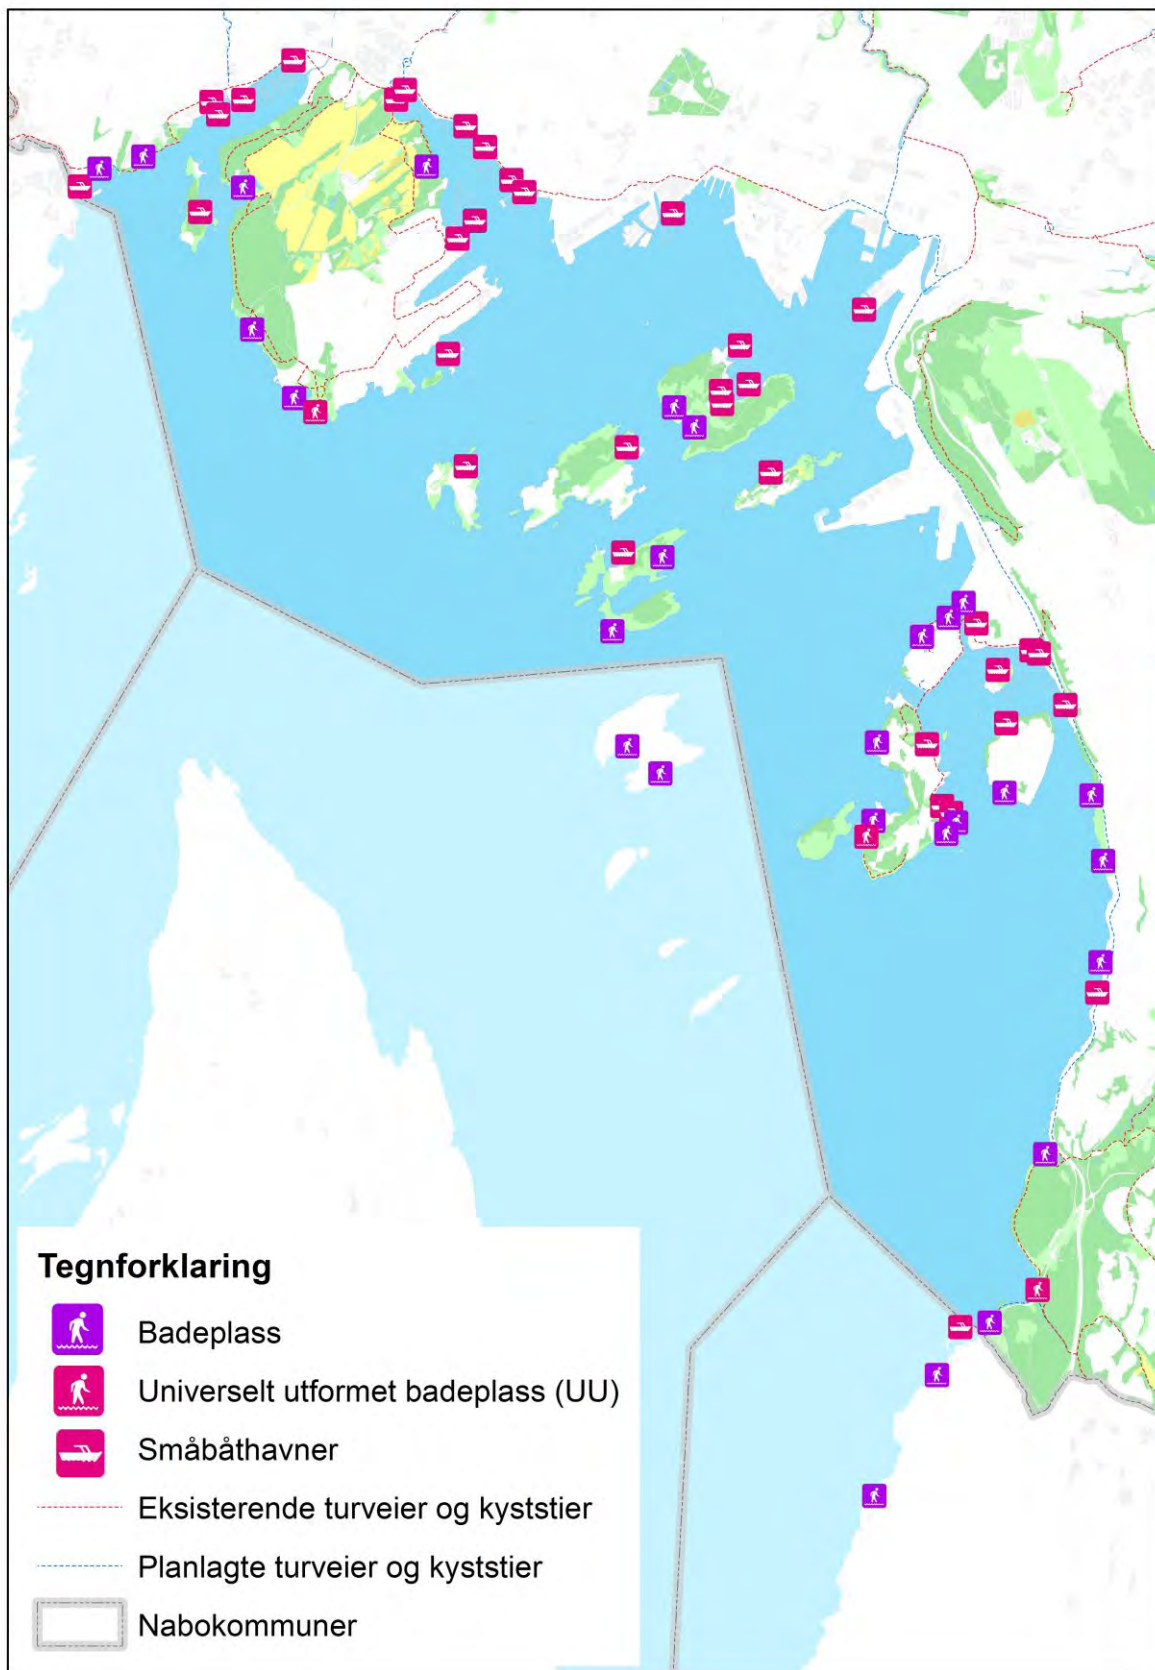 Tegnforklaring
Badeplass
Universelt utformet badeplass (UU)
Småbåthavner
Eksisterende turveier og kyststier
Planlagte turveier og kyststier
Nabokommuner